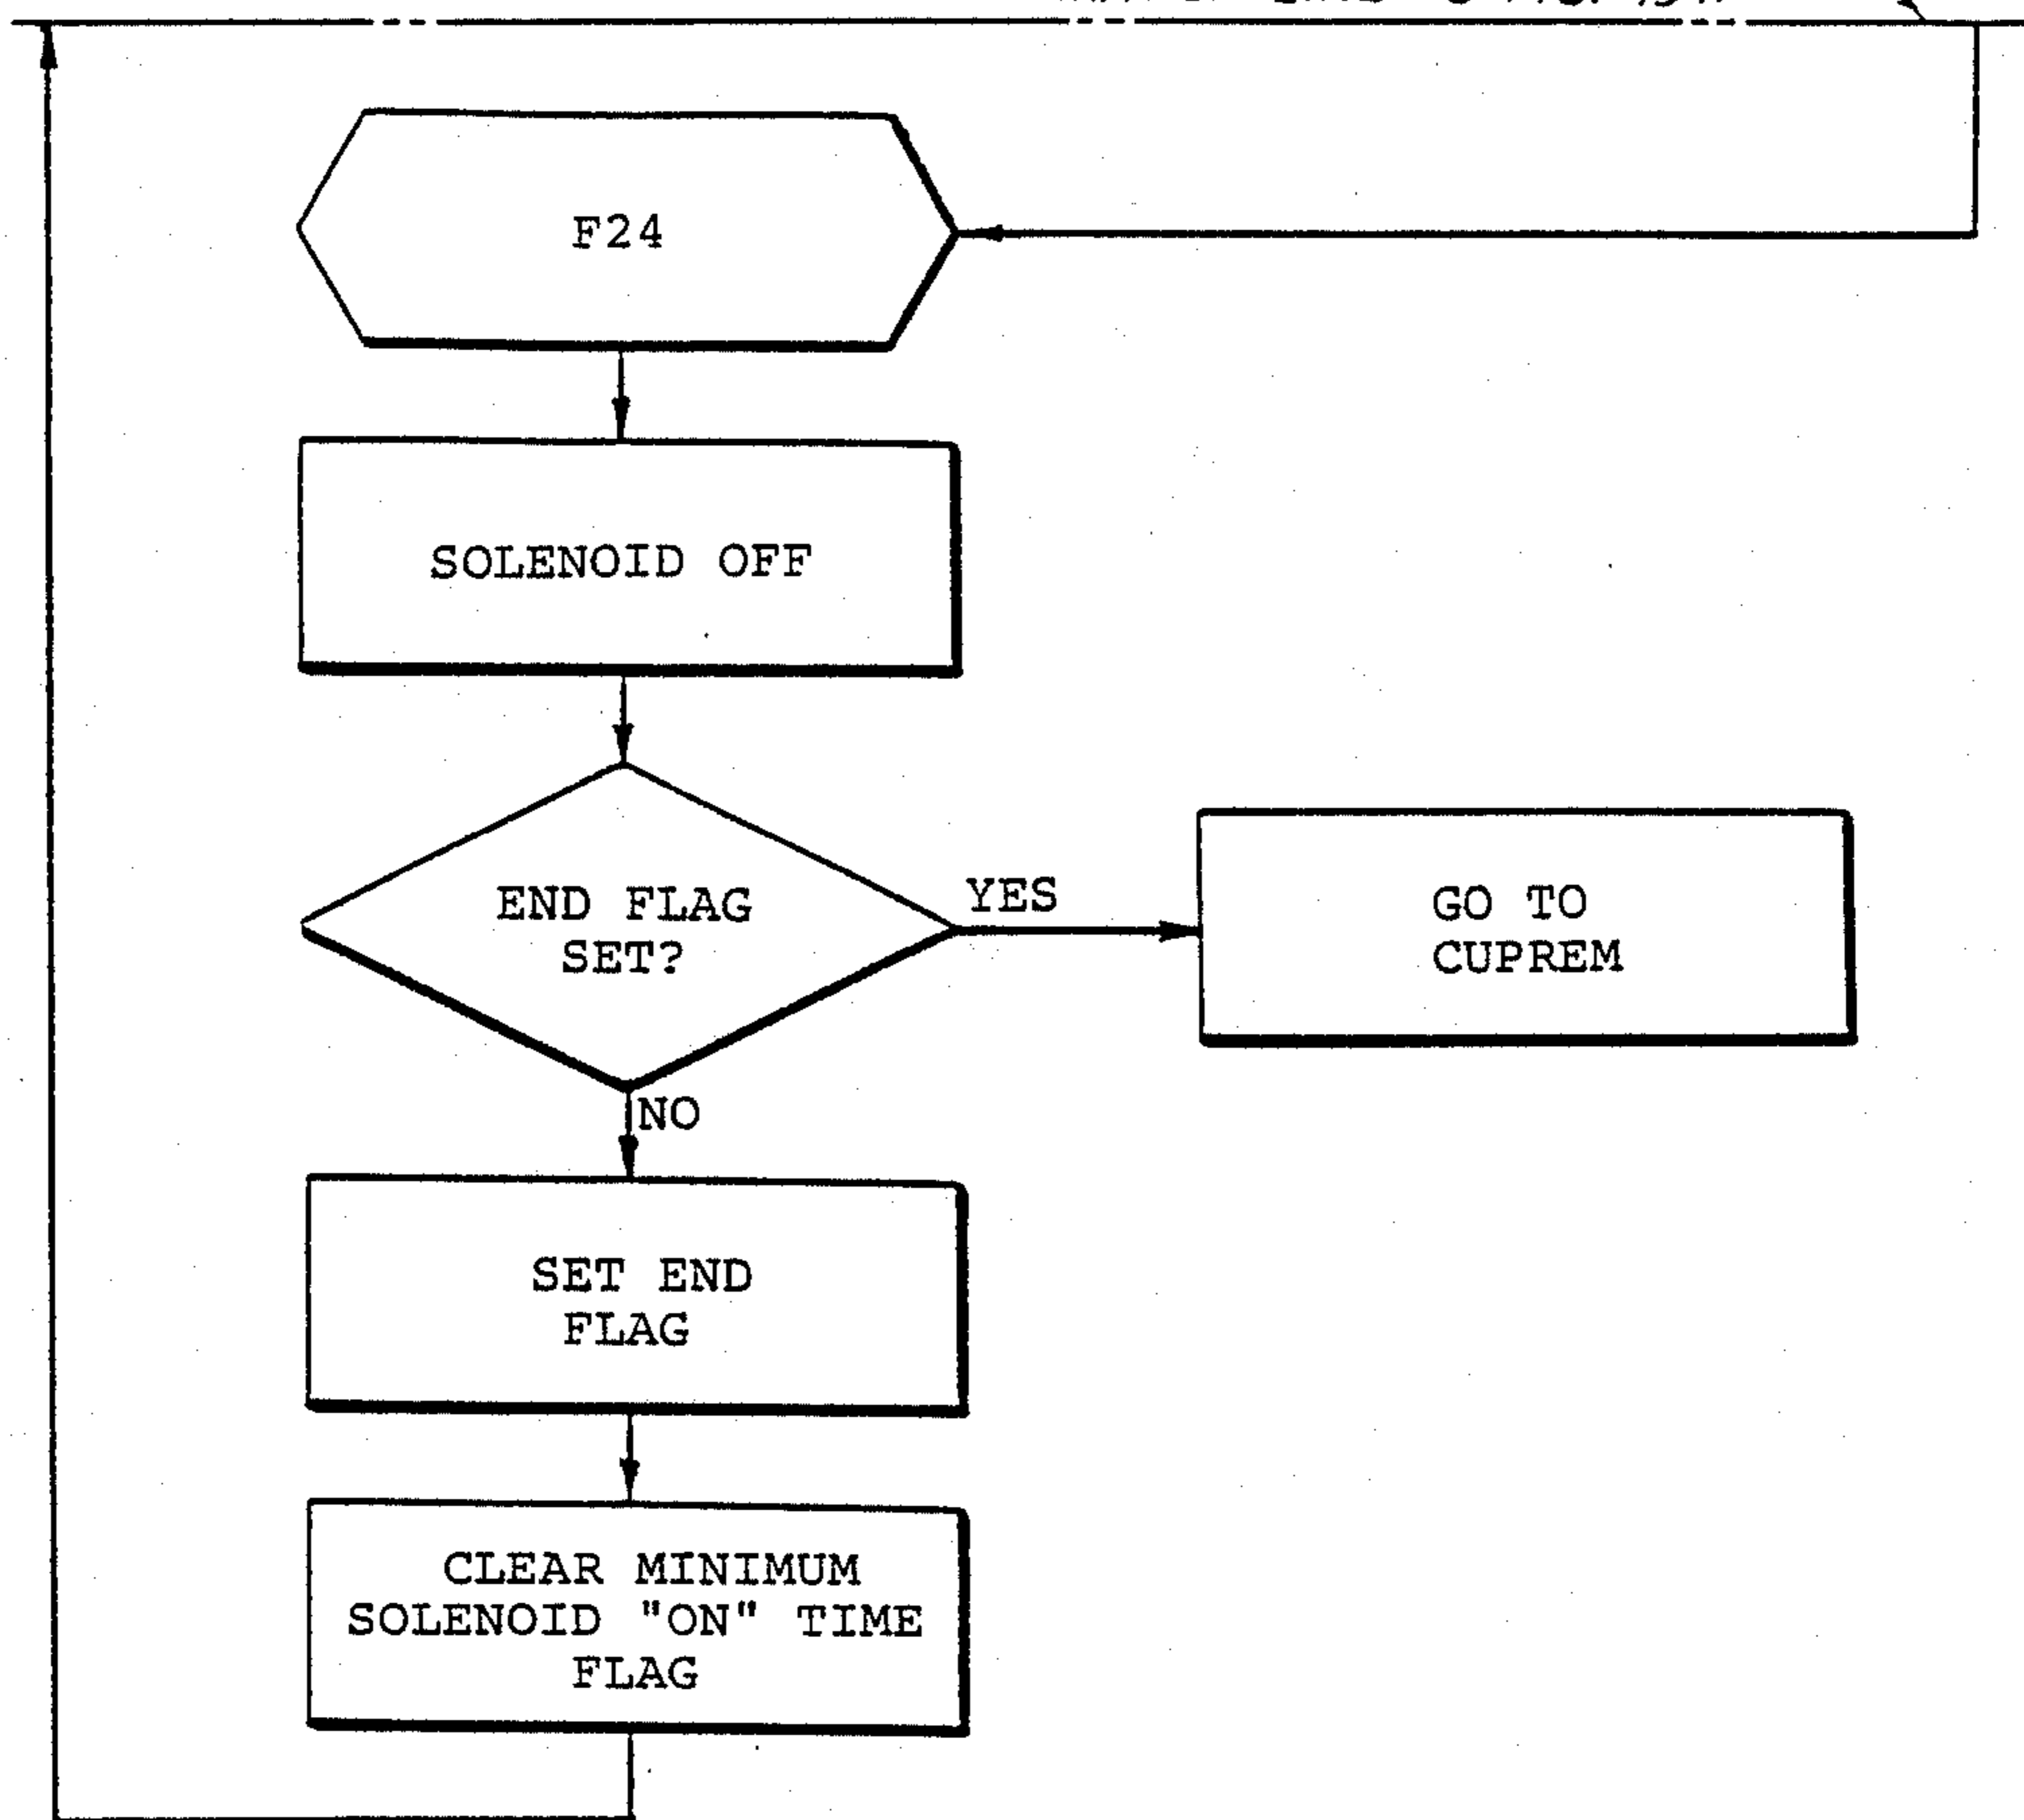 F24
SOLENOID OFF
END FLAG
SET?
YES
GO TO
CUPREM
NO
SET END
FLAG
CLEAR MINIMUM
SOLENOID "ON" TIME
FLAG